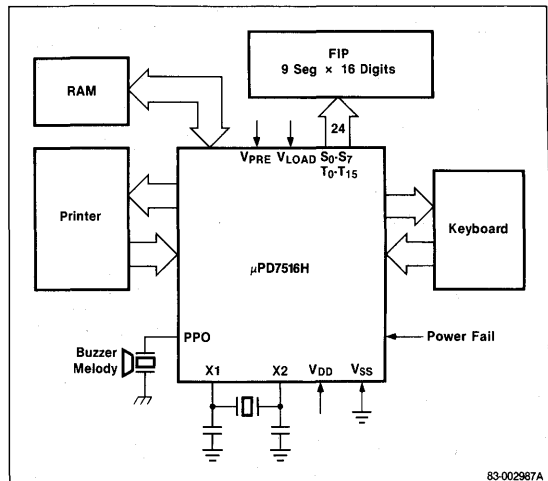 FIP
9 Seg × 16 Digits
RAM
24
VPRE
VLOAD
S0-S7
T0-T15
Printer
Keyboard
μPD7516H
PPO
Power Fail
Buzzer
Melody
X1
X2
VDD
VSS
83-002987A